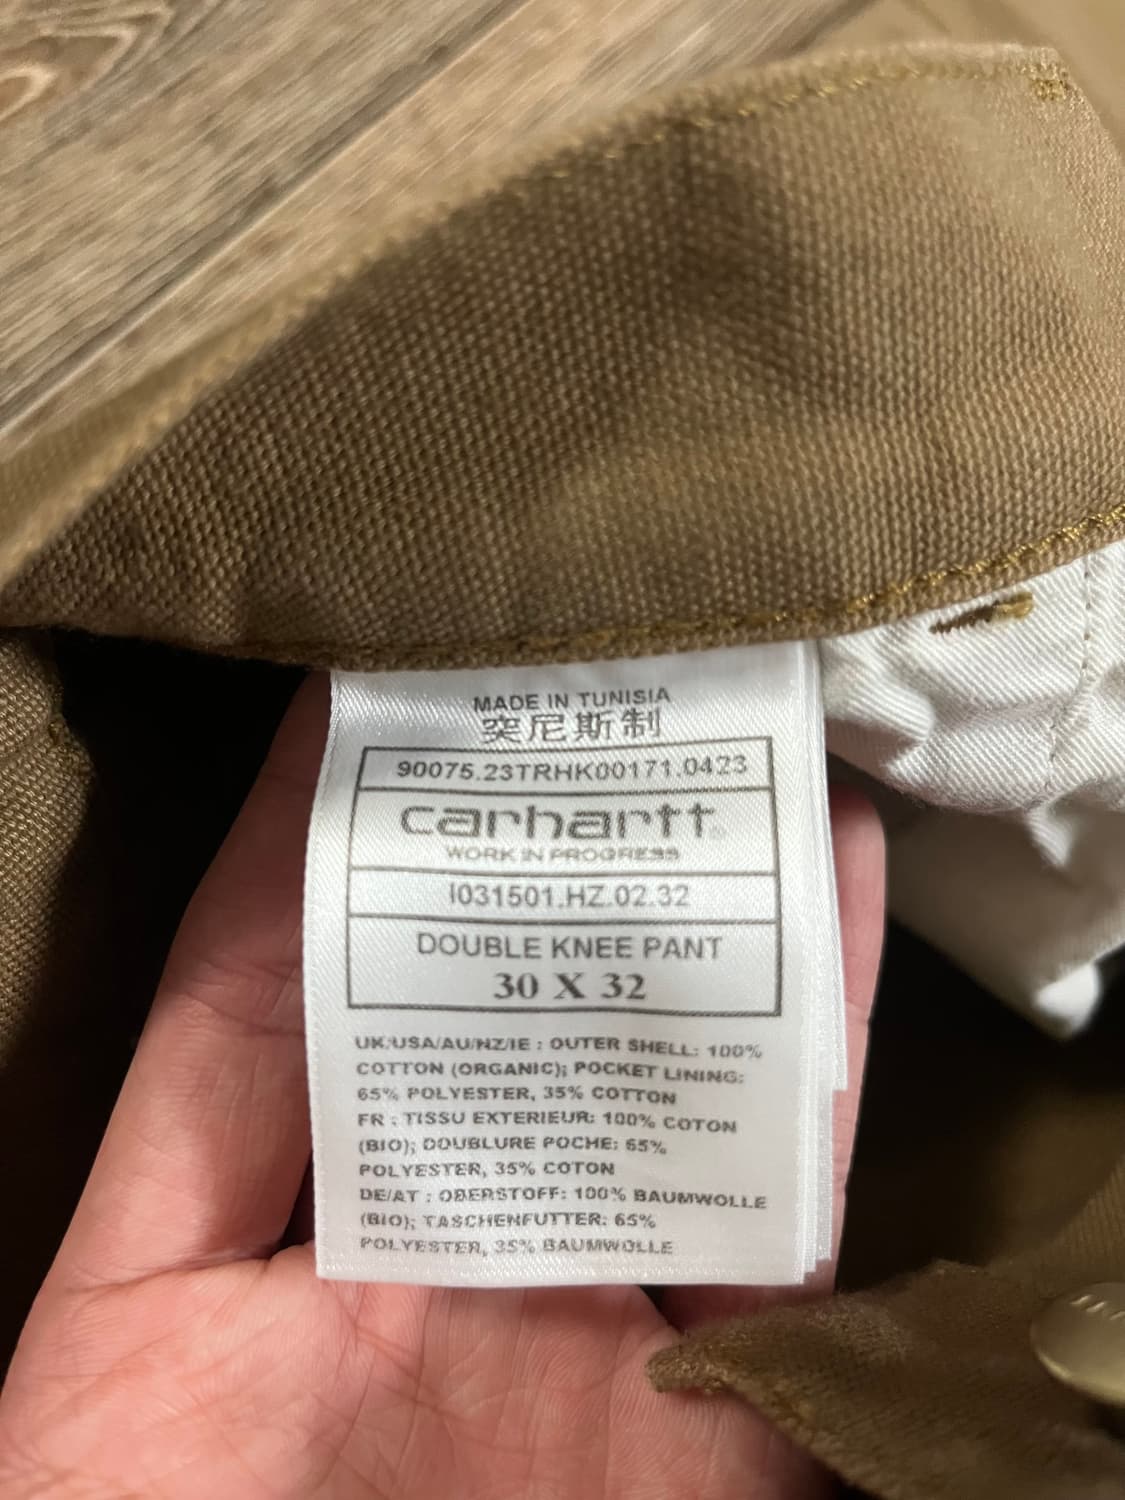 MADE IN TUNISIA
突尼斯制
90075.23TRHK00171.0423
carhartt
WORK IN PROGRESS
I031501.HZ.02.32
DOUBLE KNEE PANT
30 X 32
UK/USA/AU/NZ/IE : OUTER SHELL: 100%
COTTON (ORGANIC); POCKET LINING:
65% POLYESTER, 35% COTTON
FR : TISSU EXTERIEUR: 100% COTON
(BIO); DOUBLURE POCHE: 65%
POLYESTER, 35% COTON
DE/AT : OBERSTOFF: 100% BAUMWOLLE
(BIO); TASCHENFUTTER: 65%
POLYESTER, 35% BAUMWOLLE